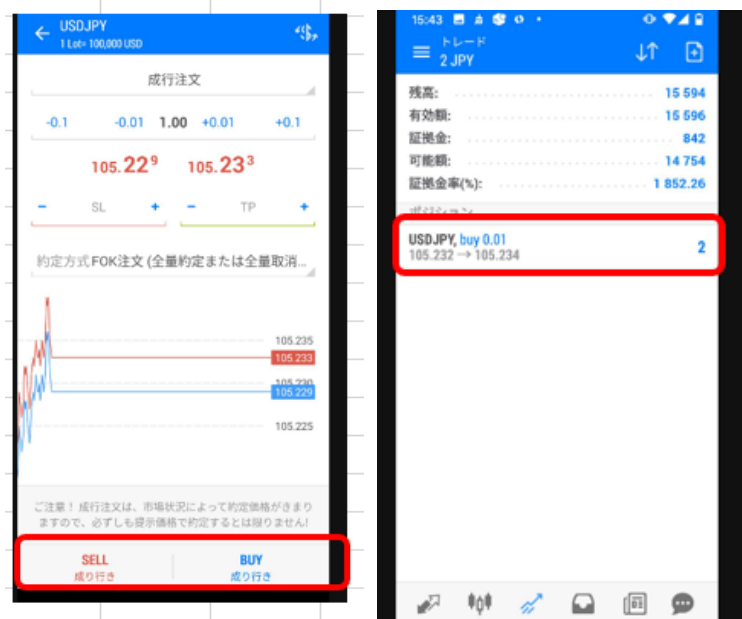 USDJPY
1 Lot= 100,000 USD
成行注文
-0.1 -0.01 1.00 +0.01 +0.1
105.229 105.233
- SL + - TP +
約定方式 FOK注文 (全量約定または全量取消...
105.235
105.233
105.230
105.229
105.225
ご注意！ 成行注文は、市場状況によって約定価格がきまり
ますので、必ずしも提示価格で約定するとは限りません!
SELL
成り行き
BUY
成り行き
15:43
トレード
2 JPY
残高: 15 594
有効額: 15 596
証拠金: 842
可能額: 14 754
証拠金率(%): 1 852.26
ポジション
USDJPY, buy 0.01
105.232 → 105.234
2